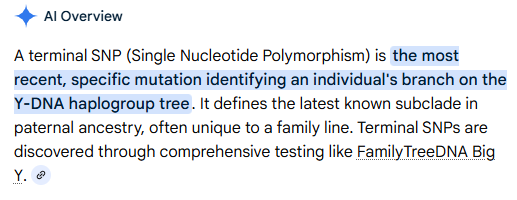 AI Overview
A terminal SNP (Single Nucleotide Polymorphism) is the most
recent, specific mutation identifying an individual's branch on the
Y-DNA haplogroup tree. It defines the latest known subclade in
paternal ancestry, often unique to a family line. Terminal SNPs are
discovered through comprehensive testing like FamilyTreeDNA Big
Y.